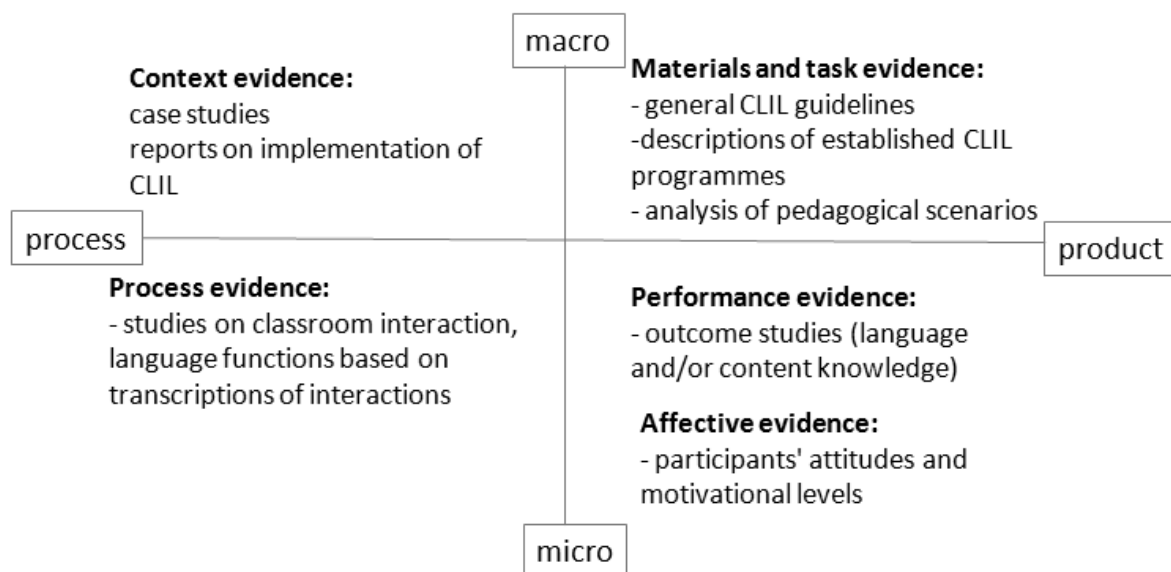 macro
Context evidence:
case studies
reports on implementation of
CLIL
Materials and task evidence:
- general CLIL guidelines
-descriptions of established CLIL
programmes
- analysis of pedagogical scenarios
process
product
Process evidence:
- studies on classroom interaction,
language functions based on
transcriptions of interactions
Performance evidence:
- outcome studies (language
and/or content knowledge)
Affective evidence:
- participants' attitudes and
motivational levels
micro